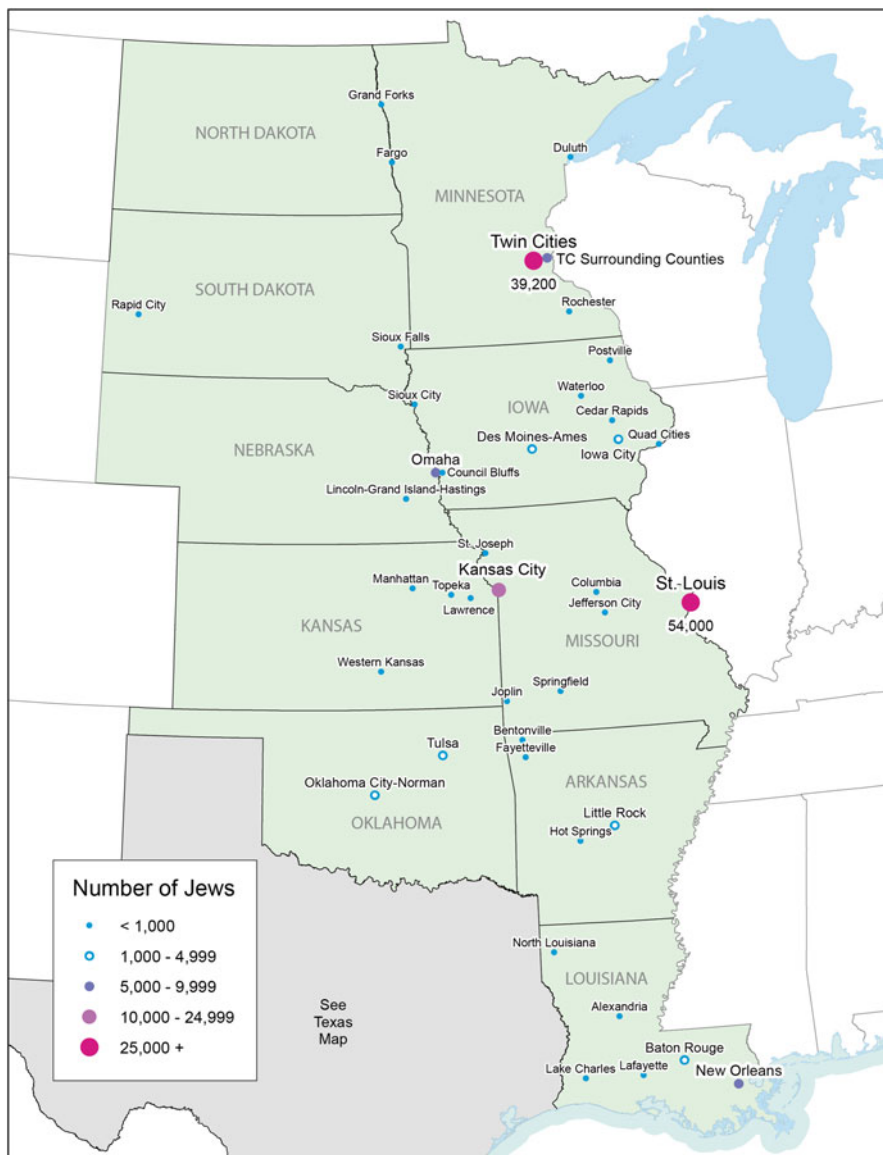 Grand Forks
NORTH DAKOTA
Fargo
Duluth
MINNESOTA
Twin Cities
TC Surrounding Counties
39,200
SOUTH DAKOTA
Rapid City
Rochester
Sioux Falls
Postville
Sioux City
Waterloo
IOWA
Cedar Rapids
NEBRASKA
Des Moines-Ames
Quad Cities
Iowa City
Omaha
Council Bluffs
Lincoln-Grand Island-Hastings
St. Joseph
Kansas City
Manhattan
Topeka
Columbia
St. Louis
Lawrence
Jefferson City
KANSAS
54,000
MISSOURI
Western Kansas
Springfield
Joplin
Bentonville
Tulsa
Fayetteville
Oklahoma City-Norman
ARKANSAS
OKLAHOMA
Little Rock
Hot Springs
Number of Jews
< 1,000
1,000 - 4,999
5,000 - 9,999
10,000 - 24,999
25,000 +
See
Texas
Map
North Louisiana
LOUISIANA
Alexandria
Baton Rouge
Lake Charles
Lafayette
New Orleans